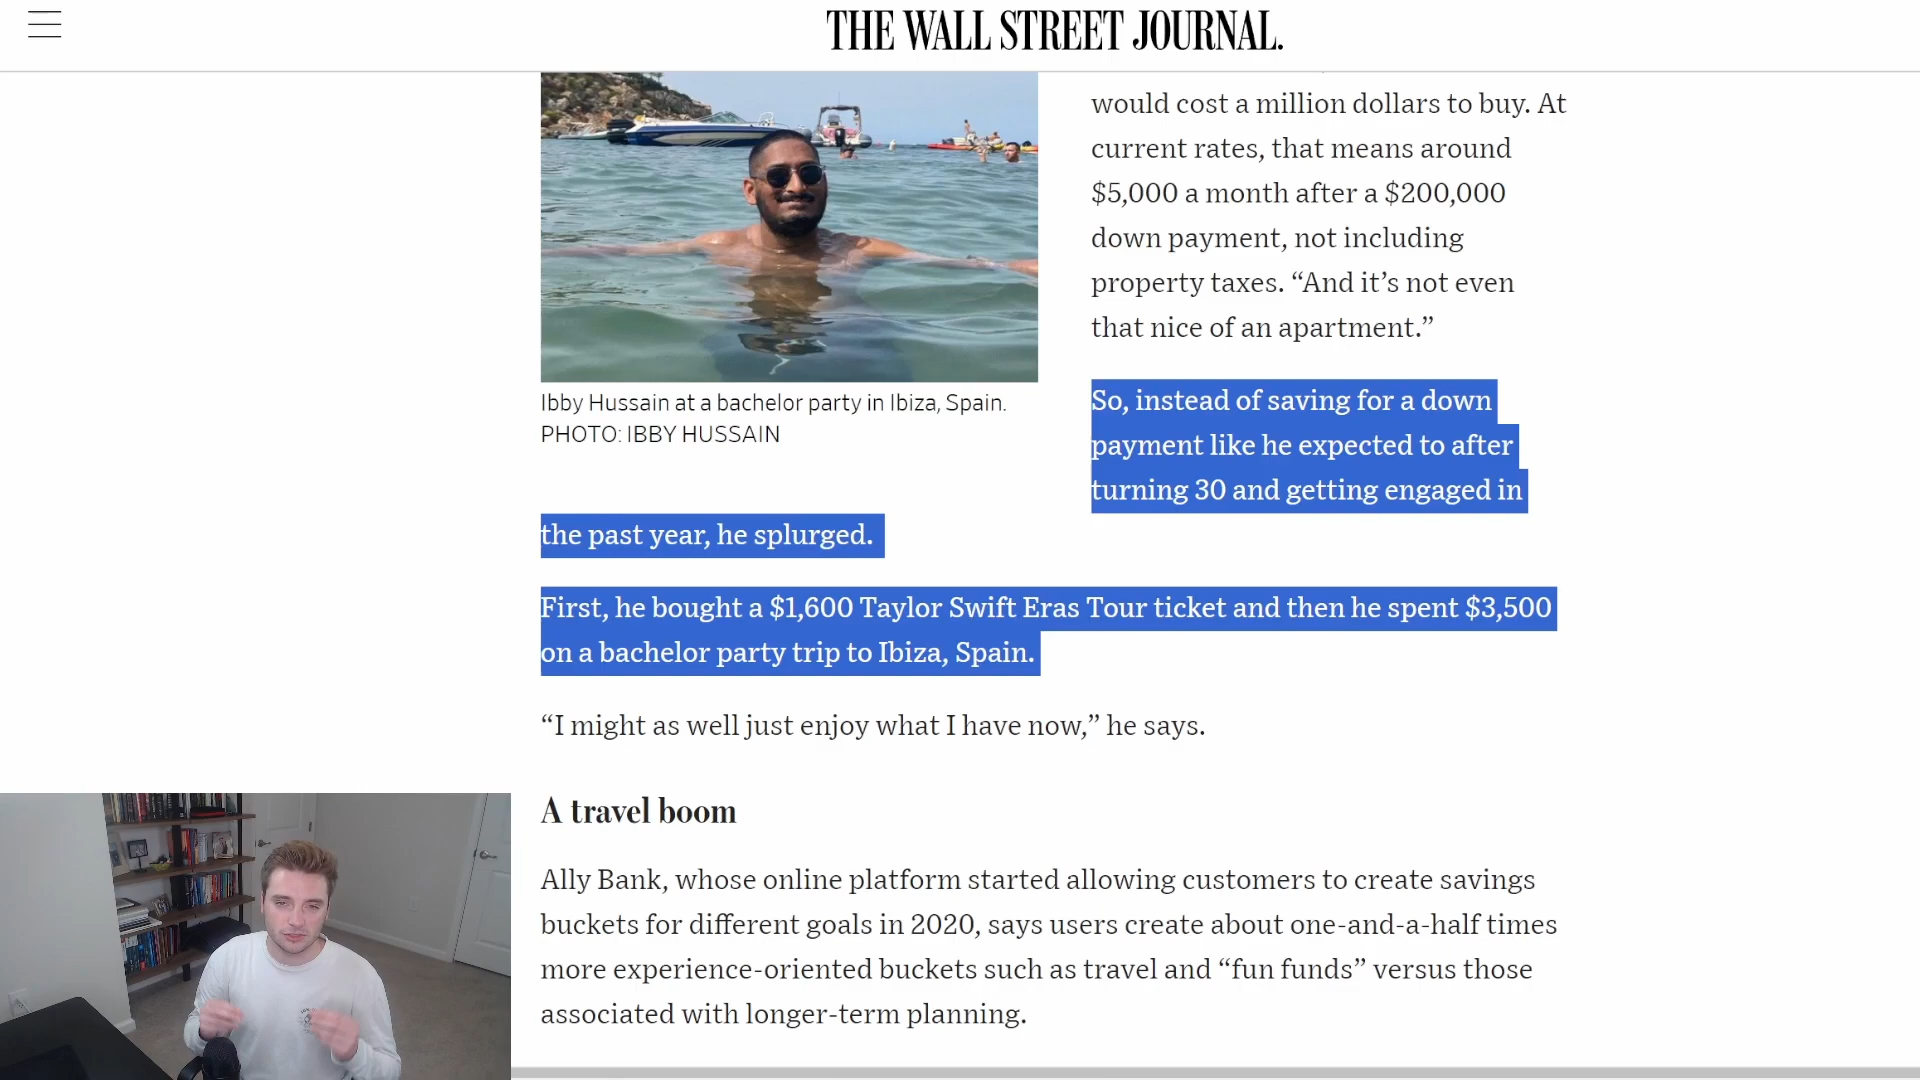 THE WALL STREET JOURNAL.
would cost a million dollars to buy. At
current rates, that means around
$5,000 a month after a $200,000
down payment, not including
property taxes. “And it’s not even
that nice of an apartment.”
Ibby Hussain at a bachelor party in Ibiza, Spain.
PHOTO: IBBY HUSSAIN
So, instead of saving for a down
payment like he expected to after
turning 30 and getting engaged in
the past year, he splurged.
First, he bought a $1,600 Taylor Swift Eras Tour ticket and then he spent $3,500
on a bachelor party trip to Ibiza, Spain.
“I might as well just enjoy what I have now,” he says.
A travel boom
Ally Bank, whose online platform started allowing customers to create savings
buckets for different goals in 2020, says users create about one-and-a-half times
more experience-oriented buckets such as travel and “fun funds” versus those
associated with longer-term planning.